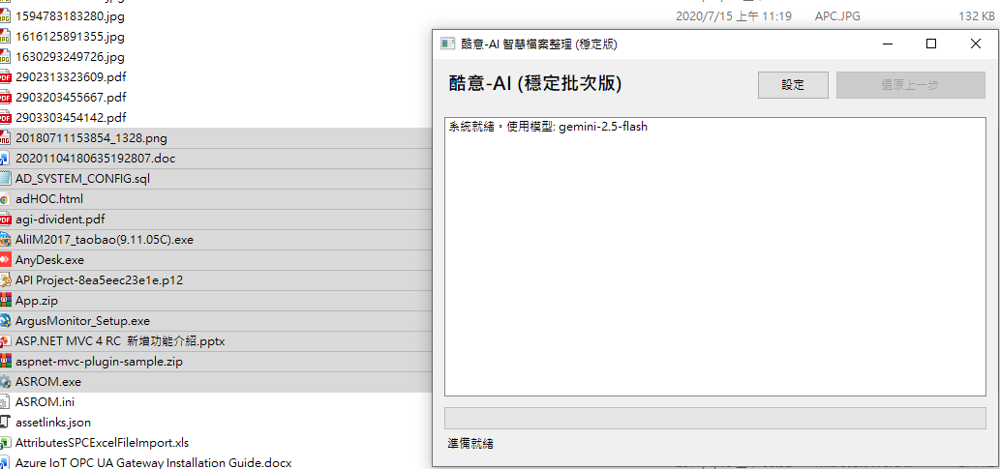 1594783183280.jpg 2020/7/15 上午 11:19 APC.JPG 132 KB
1616125891355.jpg
1630293249726.jpg
2902313323609.pdf
2903203455667.pdf
2903303454142.pdf
20180711153854_1328.png
20201104180635192807.doc
AD_SYSTEM_CONFIG.sql
adHOC.html
agi-divident.pdf
AliIM2017_taobao(9.11.05C).exe
AnyDesk.exe
API Project-8ea5eec23e1e.p12
App.zip
ArgusMonitor_Setup.exe
ASP.NET MVC 4 RC 新增功能介紹.pptx
aspnet-mvc-plugin-sample.zip
ASROM.exe
ASROM.ini
assetlinks.json
AttributesSPCExcelFileImport.xls
Azure IoT OPC UA Gateway Installation Guide.docx
酷意-AI 智慧檔案整理 (穩定版)
酷意-AI (穩定批次版)
設定
還原上一步
系統就緒。使用模型: gemini-2.5-flash
準備就緒